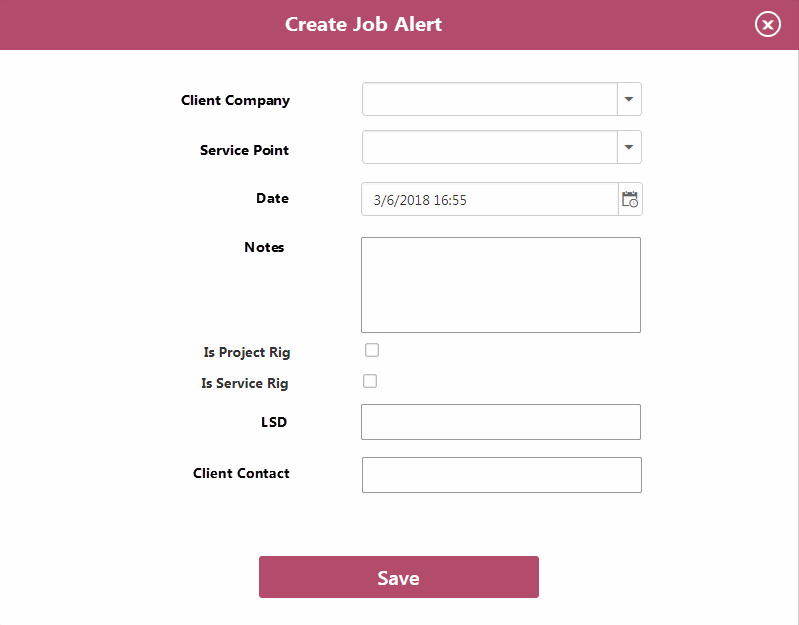 Create Job Alert
Client Company
Service Point
Date 3/6/2018 16:55
Notes
Is Project Rig
Is Service Rig
LSD
Client Contact
Save